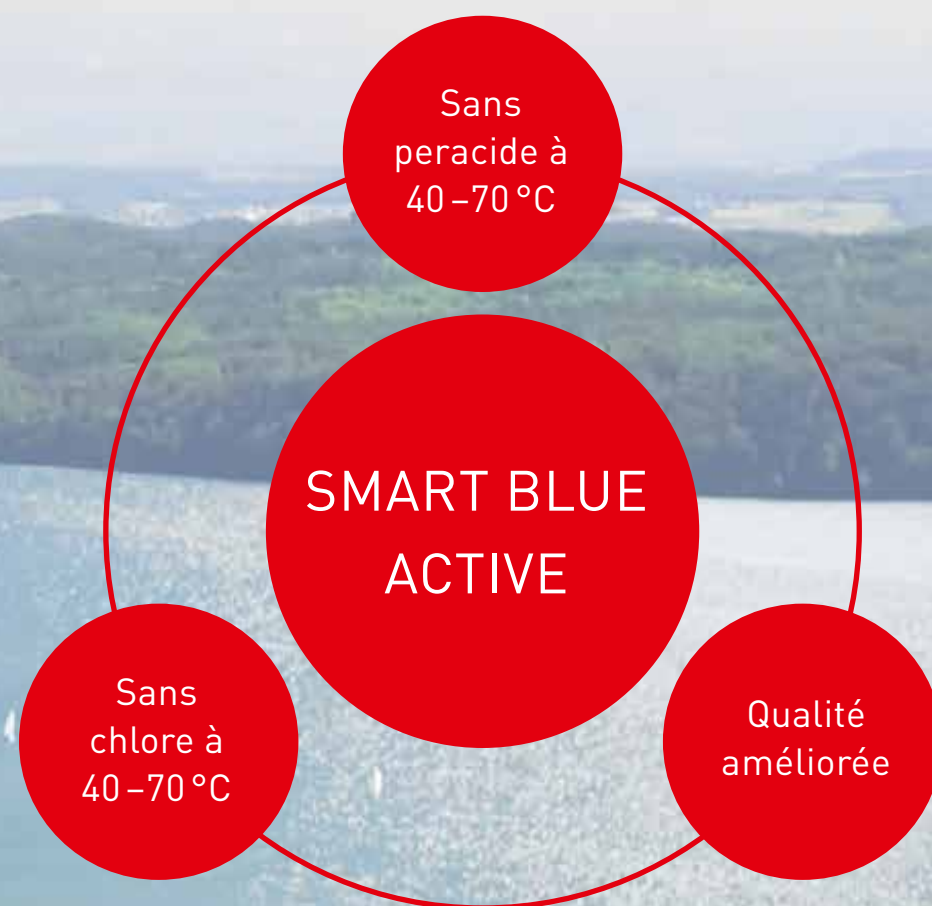 Sans
peracide à
40–70 °C
SMART BLUE
ACTIVE
Sans
chlore à
40–70 °C
Qualité
améliorée